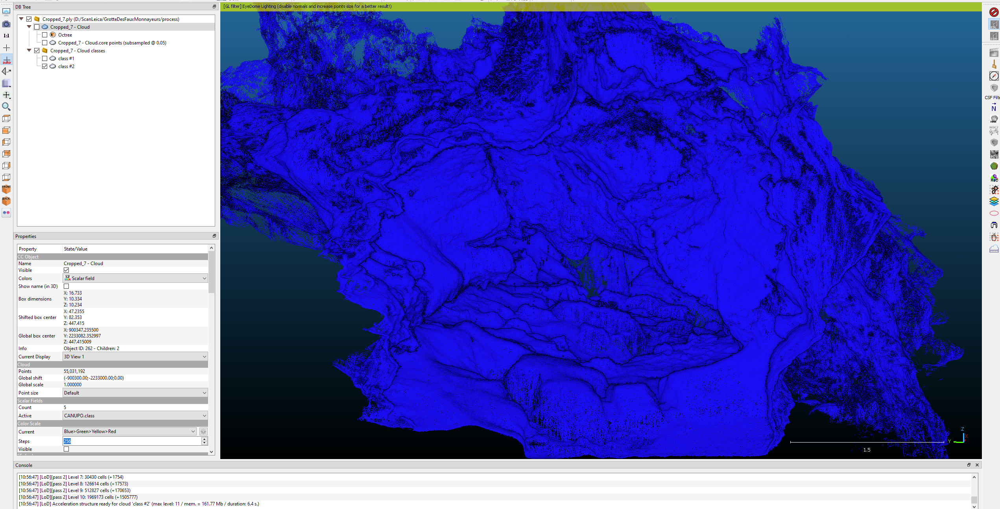 DB Tree
[GL filter] EyeDome Lighting (disable normals and increase points size for a better result!)
Cropped_7.ply (D:/ScanLeica/GrotteDesFauxMonnayeurs/process)
Cropped_7 - Cloud
Octree
Cropped_7 - Cloud.core points (subsampled @ 0.05)
Cropped_7 - Cloud classes
class #1
class #2
1:1
auto
FRONT
BACK
EDL
SSAO
CSF Filt
N
HPR
M3C2
PCV
RSD
Properties
Property State/Value
CC Object
Name Cropped_7 - Cloud
Visible
Colors SF Scalar field
Show name (in 3D)
Box dimensions X: 16.733
Y: 10.334
Z: 10.234
Shifted box center X: 47.2355
Y: 82.353
Z: 447.415
Global box center X: 900347.235500
Y: 2233082.352997
Z: 447.415009
Info Object ID: 262 - Children: 2
Current Display 3D View 1
Cloud
Points 55,031,192
Global shift (-900300.00;-2233000.00;0.00)
Global scale 1.000000
Point size Default
Scalar Fields
Count 5
Active CANUPO.class
Color Scale
Current Blue>Green>Yellow>Red
Steps 256
Visible
Z
X
Y
1.5
Console
[10:56:47] [LoD][pass 2] Level 7: 30430 cells (+1754)
[10:56:47] [LoD][pass 2] Level 8: 126614 cells (+17573)
[10:56:47] [LoD][pass 2] Level 9: 512827 cells (+170653)
[10:56:47] [LoD][pass 2] Level 10: 1969173 cells (+1505777)
[10:56:47] [LoD] Acceleration structure ready for cloud 'class #2' (max level: 11 / mem. = 161.77 Mb / duration: 6.4 s.)